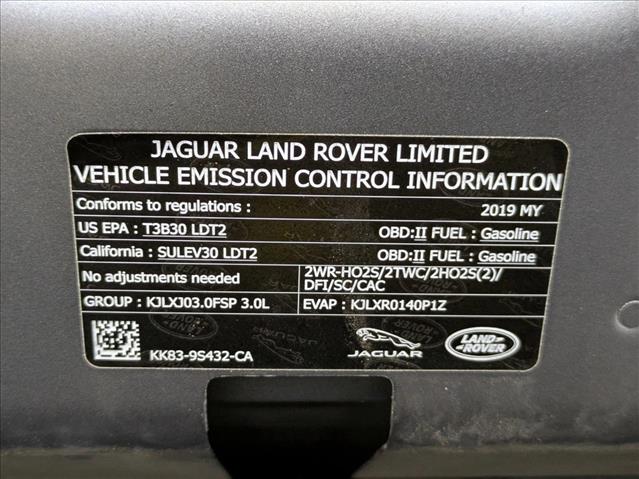 JAGUAR LAND ROVER LIMITED
VEHICLE EMISSION CONTROL INFORMATION
Conforms to regulations : 2019 MY
US EPA : T3B30 LDT2 OBD:II FUEL : Gasoline
California : SULEV30 LDT2 OBD:II FUEL : Gasoline
No adjustments needed
2WR-HO2S/2TWC/2HO2S(2)/
DFI/SC/CAC
GROUP : KJLXJ03.0FSP 3.0L EVAP : KJLXR0140P1Z
KK83-9S432-CA
JAGUAR
LAND
ROVER